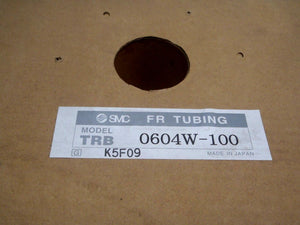 SMC FR TUBING
MODEL
TRB 0604W-100
G K5F09 MADE IN JAPAN